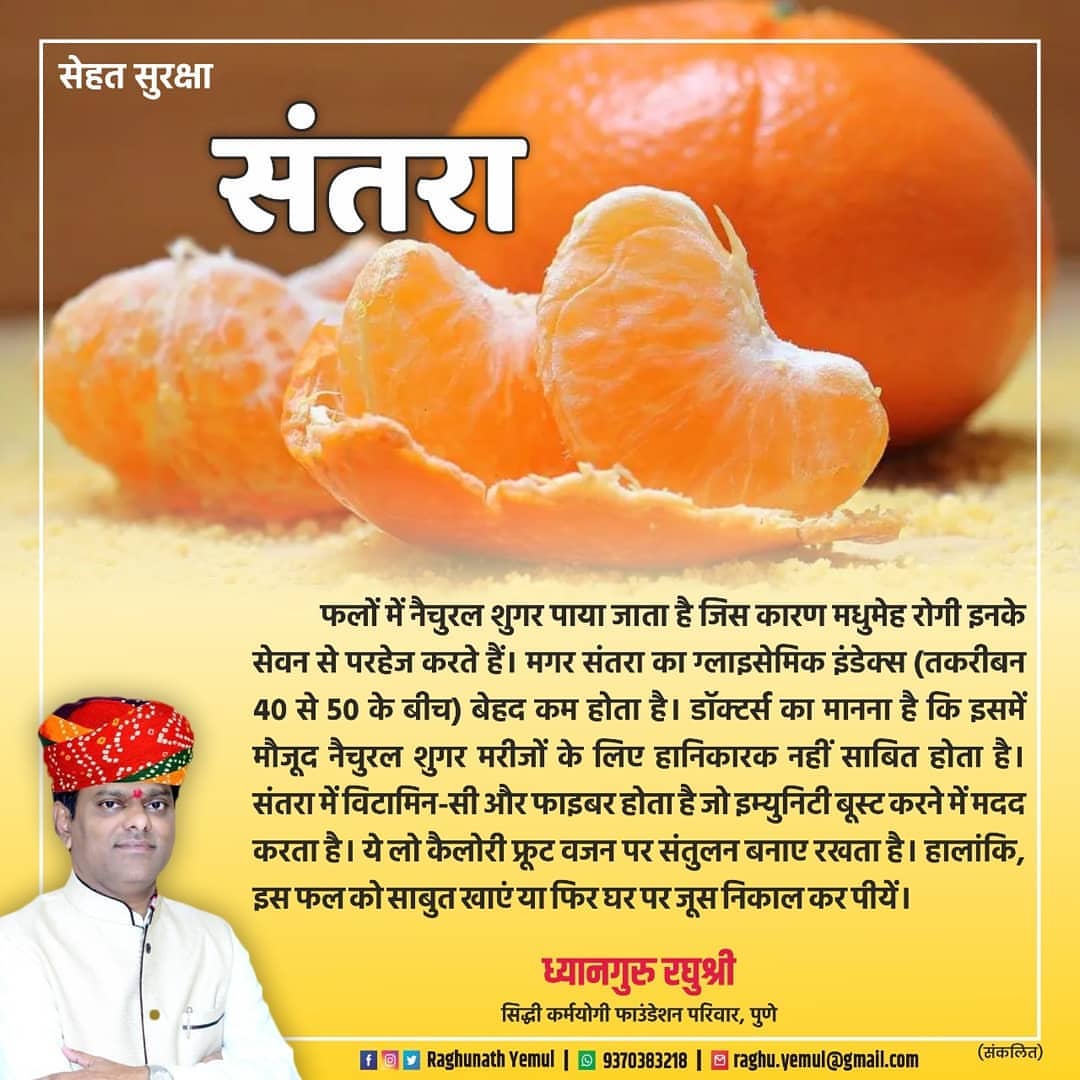 सेहत सुरक्षा
संतरा
फलों में नैचुरल शुगर पाया जाता है जिस कारण मधुमेह रोगी इनके
सेवन से परहेज करते हैं। मगर संतरा का ग्लाइसेमिक इंडेक्स (तकरीबन
40 से 50 के बीच) बेहद कम होता है। डॉक्टर्स का मानना है कि इसमें
मौजूद नैचुरल शुगर मरीजों के लिए हानिकारक नहीं साबित होता है।
संतरा में विटामिन-सी और फाइबर होता है जो इम्युनिटी बूस्ट करने में मदद
करता है। ये लो कैलोरी फ्रूट वजन पर संतुलन बनाए रखता है। हालांकि,
इस फल को साबुत खाएं या फिर घर पर जूस निकाल कर पीयें।
ध्यानगुरु रघुश्री
सिद्धी कर्मयोगी फाउंडेशन परिवार, पुणे
Raghunath Yemul | 9370383218 | raghu.yemul@gmail.com
(संकलित)